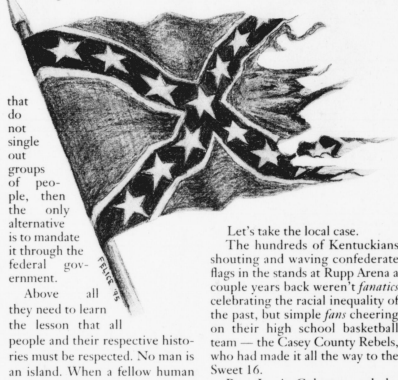 that
do
not
single
out
groups
of peo-
ple, then
the only
alternative
is to mandate
it through the
federal gov-
ernment.
Above all
they need to learn
the lesson that all
people and their respective histo-
ries must be respected. No man is
an island. When a fellow human
Let's take the local case.
The hundreds of Kentuckians
shouting and waving confederate
flags in the stands at Rupp Arena a
couple years back weren't fanatics
celebrating the racial inequality of
the past, but simple fans cheering
on their high school basketball
team — the Casey County Rebels,
who had made it all the way to the
Sweet 16.